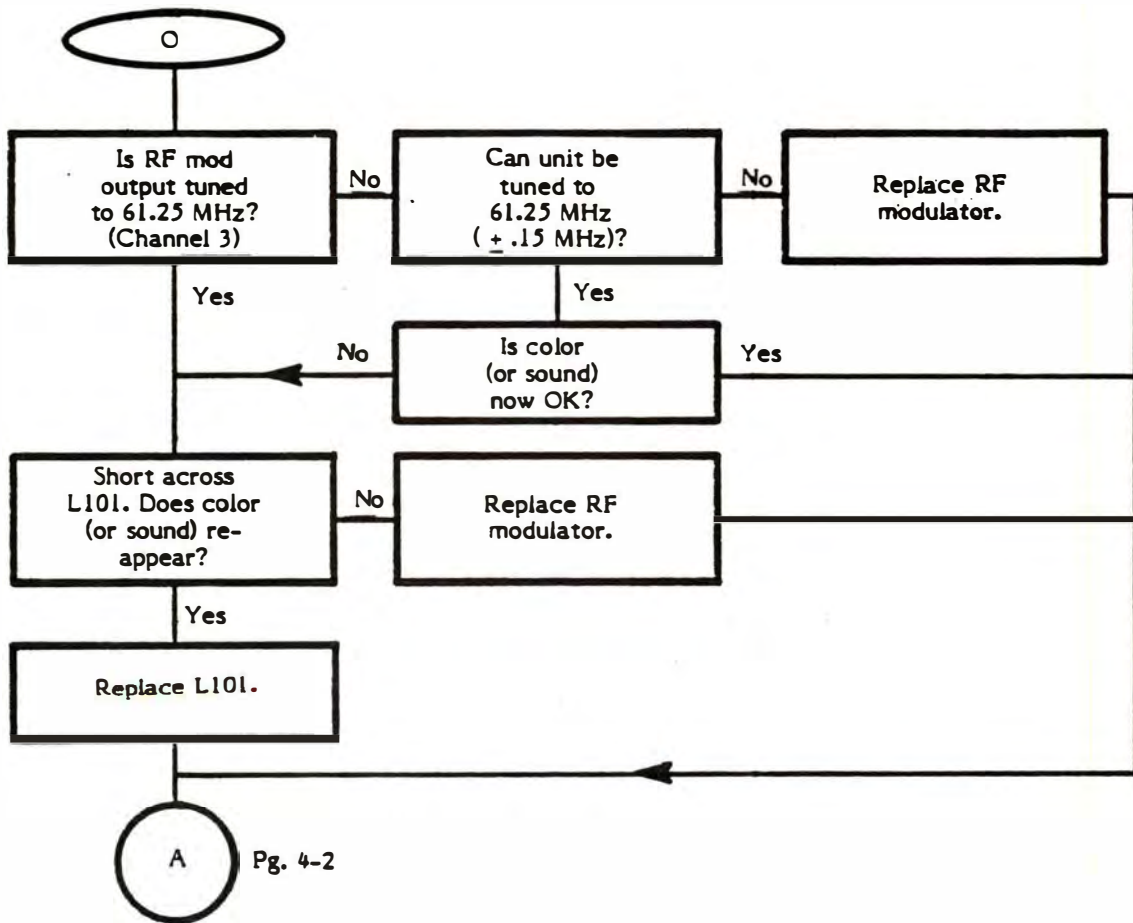 O
Is RF mod
output tuned
to 61.25 MHz?
(Channel 3)
No
Can unit be
tuned to
61.25 MHz
( ± .15 MHz)?
No
Replace RF
modulator.
Yes
Yes
No
Is color
(or sound)
now OK?
Yes
Short across
L101. Does color
(or sound) re-
appear?
No
Replace RF
modulator.
Yes
Replace L101.
A
Pg. 4-2